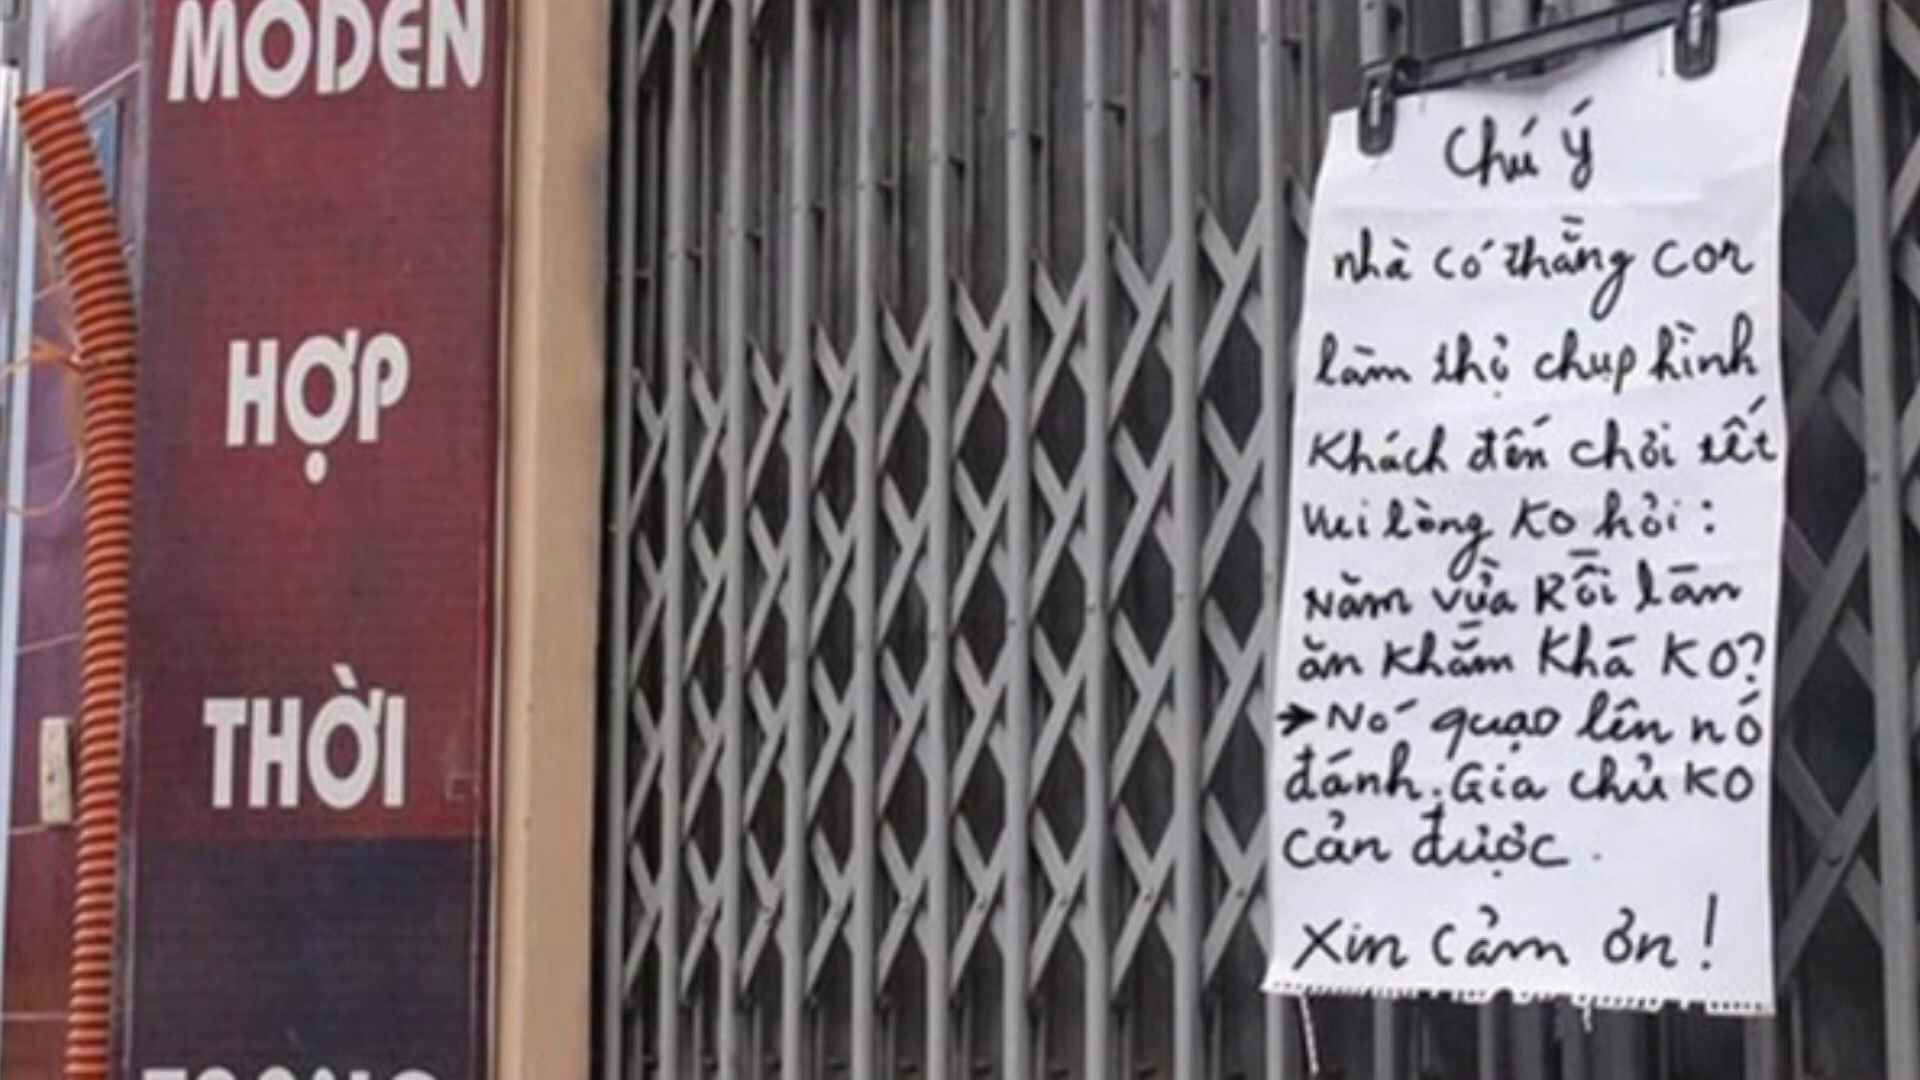 MODEN
HỢP
THỜI
Chú ý
nhà có thằng con
làm thợ chụp hình
Khách đến chơi tết
Vui lòng ko hỏi :
Năm vừa Rồi làm
ăn khấm Khá KO?
→ Nó quạo lên nó
đánh. Gia chủ KO
cản được.
Xin cảm ơn!